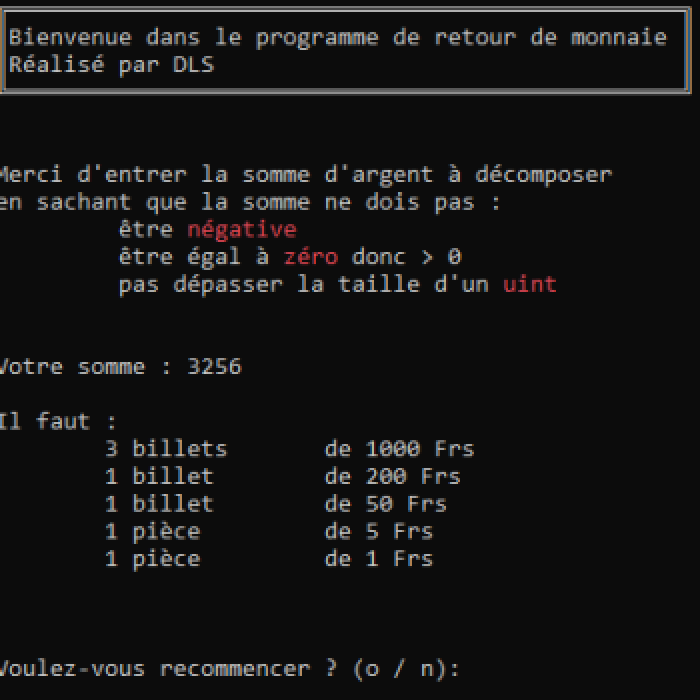 Bienvenue dans le programme de retour de monnaie
Réalisé par DLS
Merci d'entrer la somme d'argent à décomposer
en sachant que la somme ne dois pas :
être négative
être égal à zéro donc > 0
pas dépasser la taille d'un uint
Votre somme : 3256
Il faut :
3 billets de 1000 Frs
1 billet de 200 Frs
1 billet de 50 Frs
1 pièce de 5 Frs
1 pièce de 1 Frs
Voulez-vous recommencer ? (o / n):